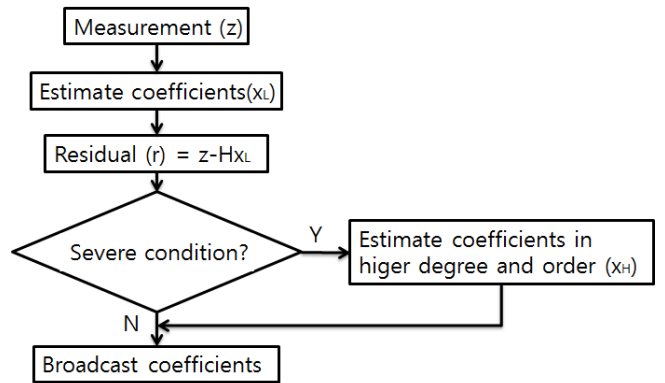 Measurement (z)
Estimate coefficients(xL)
Residual (r) = z-HxL
Severe condition?
Y
Estimate coefficients in
higer degree and order (xH)
N
Broadcast coefficients